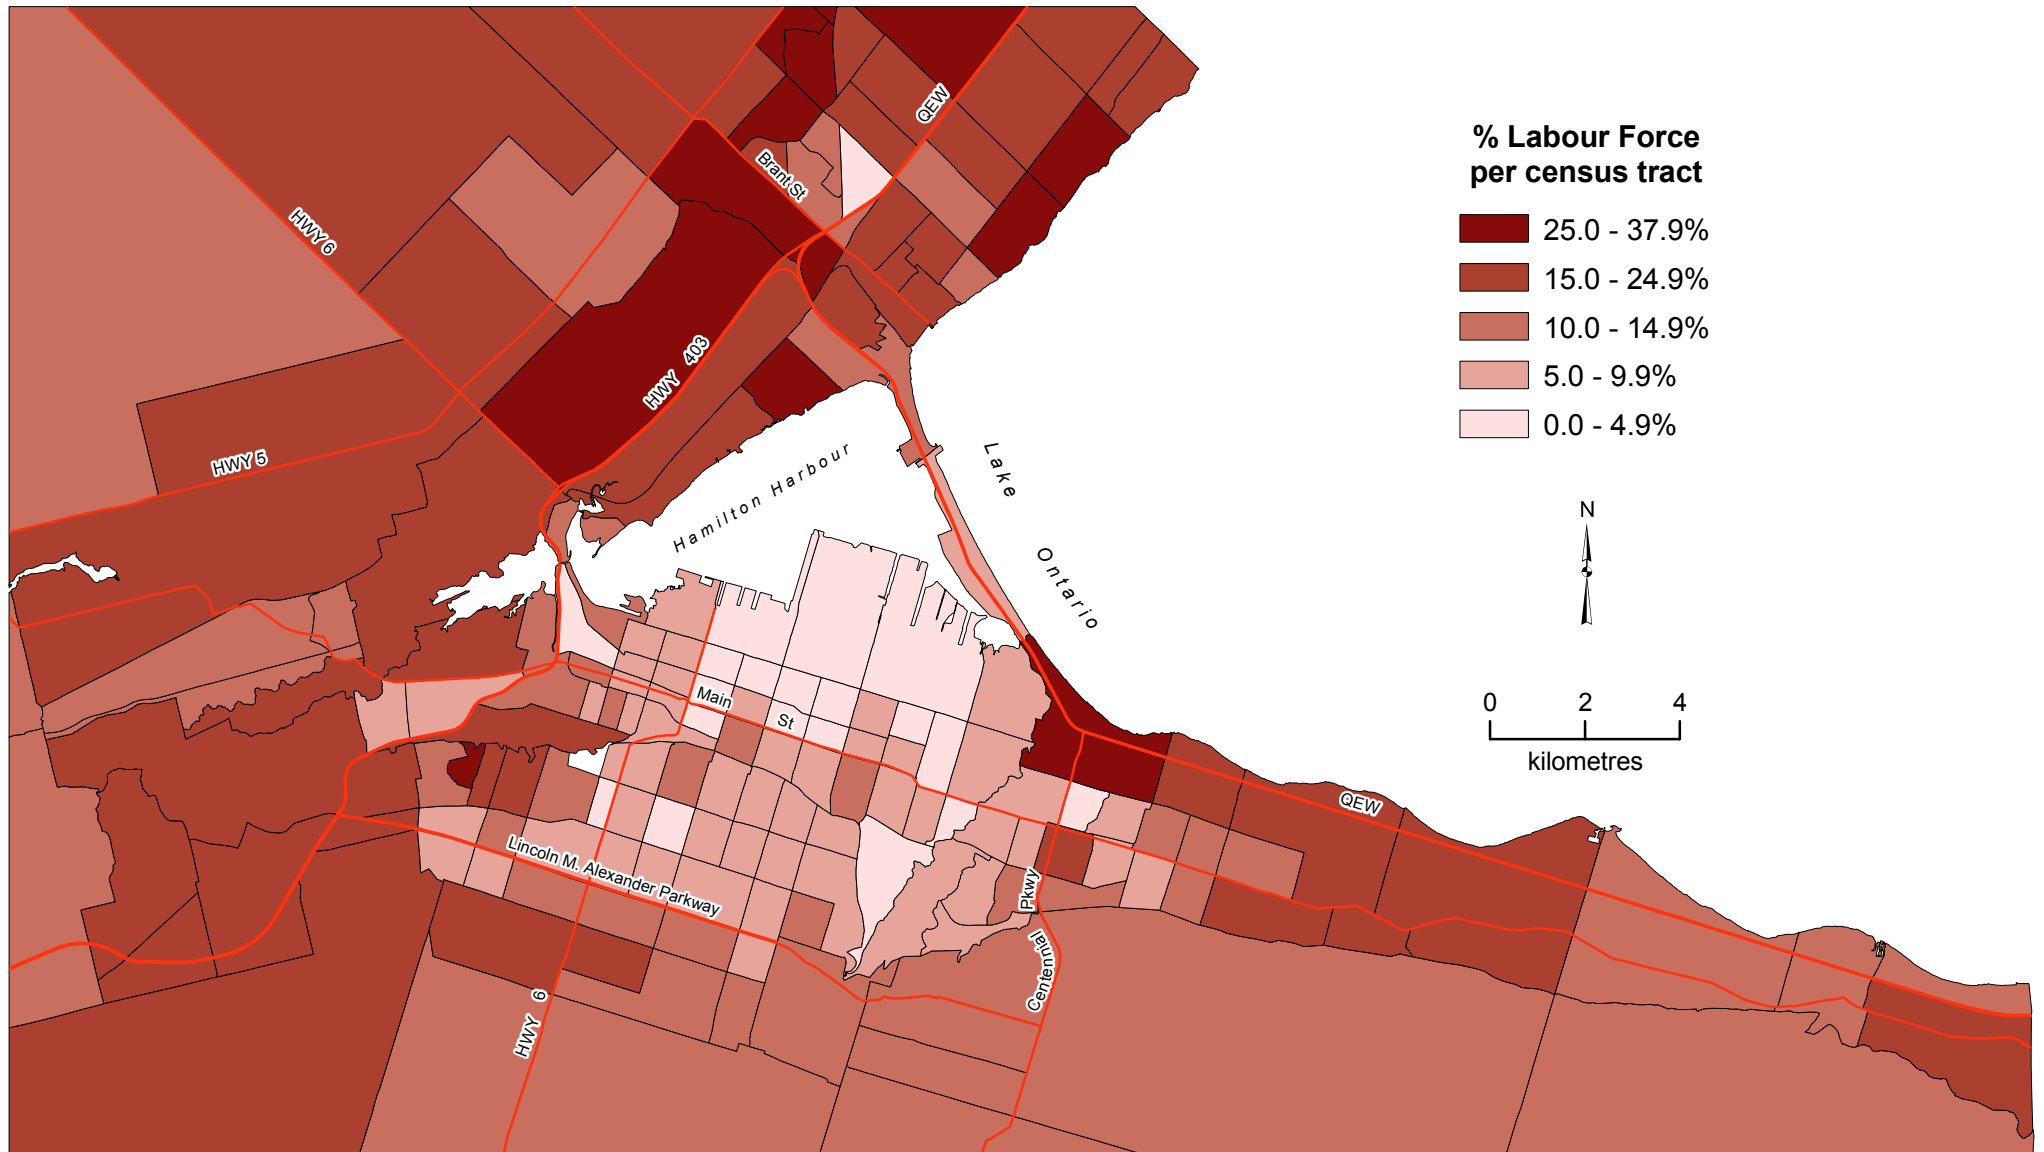 QEW
Brant St
HWY 6
HWY 403
HWY 5
Hamilton Harbour
Lake
Ontario
Main
St
Lincoln M. Alexander Parkway
QEW
Pkwy
Centennial
HWY 6
% Labour Force
per census tract
25.0 - 37.9%
15.0 - 24.9%
10.0 - 14.9%
5.0 - 9.9%
0.0 - 4.9%
N
0 2 4
kilometres